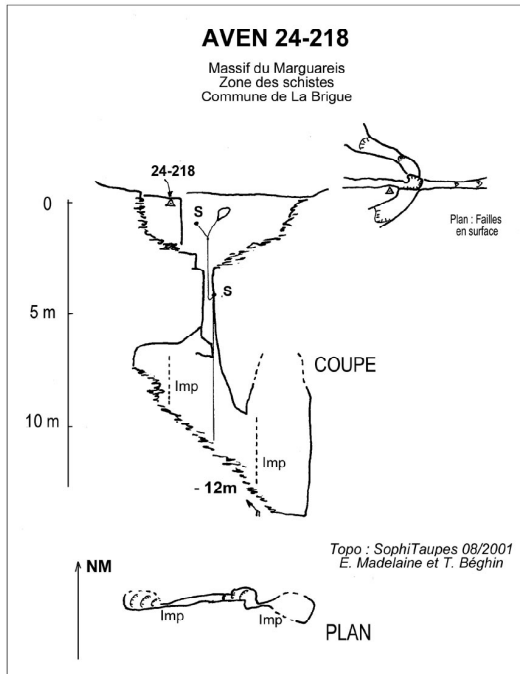 AVEN 24-218
Massif du Marguareis
Zone des schistes
Commune de La Brigue
24-218
Plan : Failles
en surface
0
S
S
5 m
COUPE
Imp
10 m
Imp
- 12m
Topo : SophiTaupes 08/2001
E. Madelaine et T. Béghin
NM
Imp
Imp
PLAN